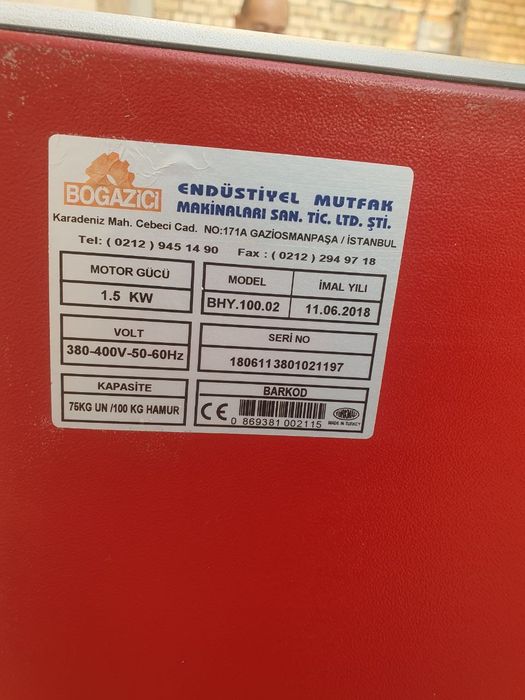 BOGAZICI
ENDÜSTİYEL MUTFAK
MAKİNALARI SAN. TİC. LTD. ŞTİ.
Karadeniz Mah. Cebeci Cad. NO:171A GAZİOSMANPAŞA / İSTANBUL
Tel: ( 0212 ) 945 14 90 Fax : ( 0212 ) 294 97 18
MOTOR GÜCÜ
1.5 KW
MODEL
BHY.100.02
İMAL YILI
11.06.2018
VOLT
380-400V-50-60Hz
SERİ NO
1806113801021197
KAPASİTE
75KG UN /100 KG HAMUR
BARKOD
CE
0 869381 002115
MADE IN TURKEY